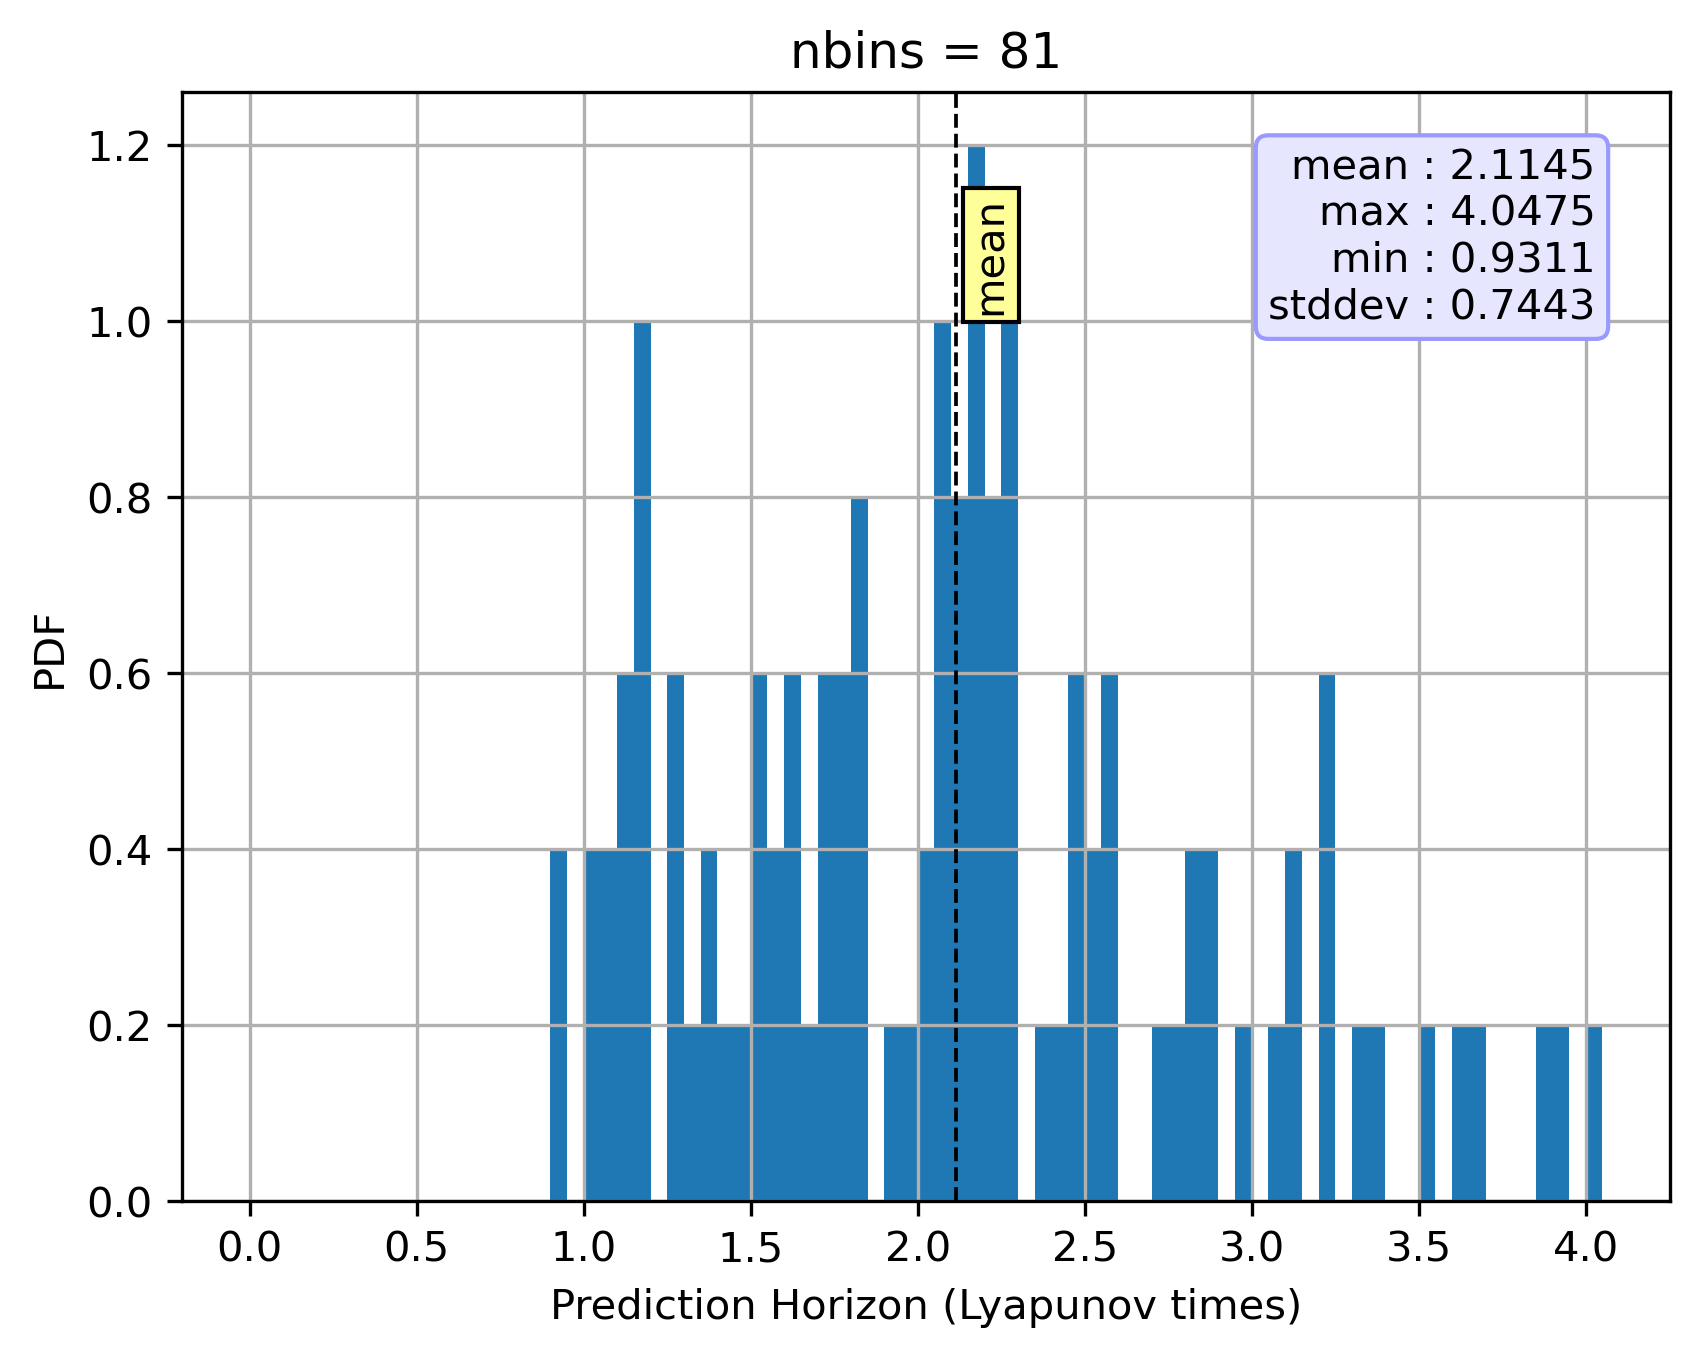 nbins = 81
mean : 2.1145
max : 4.0475
min : 0.9311
stddev : 0.7443
mean
PDF
1.2
1.0
0.8
0.6
0.4
0.2
0.0
0.0 0.5 1.0 1.5 2.0 2.5 3.0 3.5 4.0
Prediction Horizon (Lyapunov times)